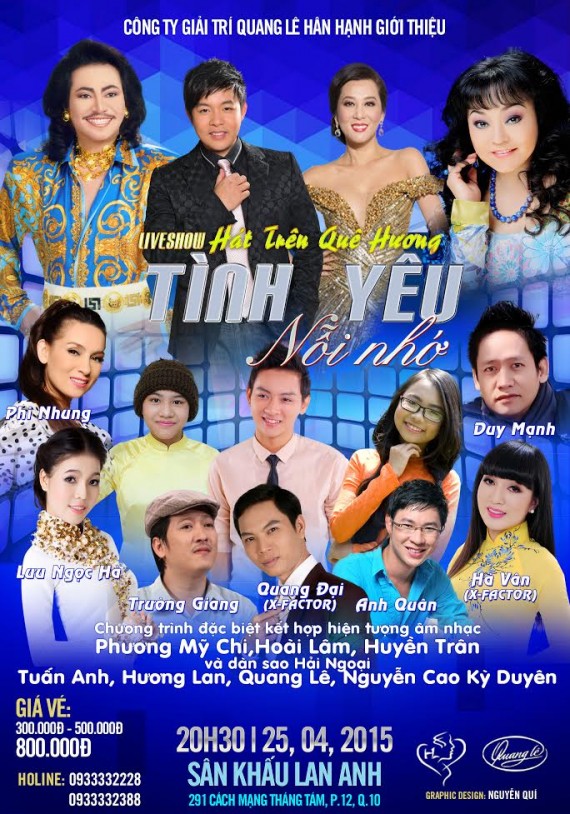 CÔNG TY GIẢI TRÍ QUANG LÊ HÂN HẠNH GIỚI THIỆU
LIVESHOW Hát Trên Quê Hương
TÌNH YÊU
Nỗi nhớ
Phi Nhung
Duy Mạnh
Lưu Ngọc Hà
Trường Giang
Quang Đại
(X-FACTOR)
Anh Quân
Hà Vân
(X-FACTOR)
Chương trình đặc biệt kết hợp hiện tượng âm nhạc
Phương Mỹ Chi,Hoài Lâm, Huyền Trân
và dàn sao Hải Ngoại
Tuấn Anh, Hương Lan, Quang Lê, Nguyễn Cao Kỳ Duyên
GIÁ VÉ:
300.000Đ - 500.000Đ
800.000Đ
HOLINE: 0933332228
0933332388
20H30 | 25, 04, 2015
SÂN KHẤU LAN ANH
291 CÁCH MẠNG THÁNG TÁM, P.12, Q.10
H
Quang Lê
GRAPHIC DESIGN: NGUYỄN QUÍ